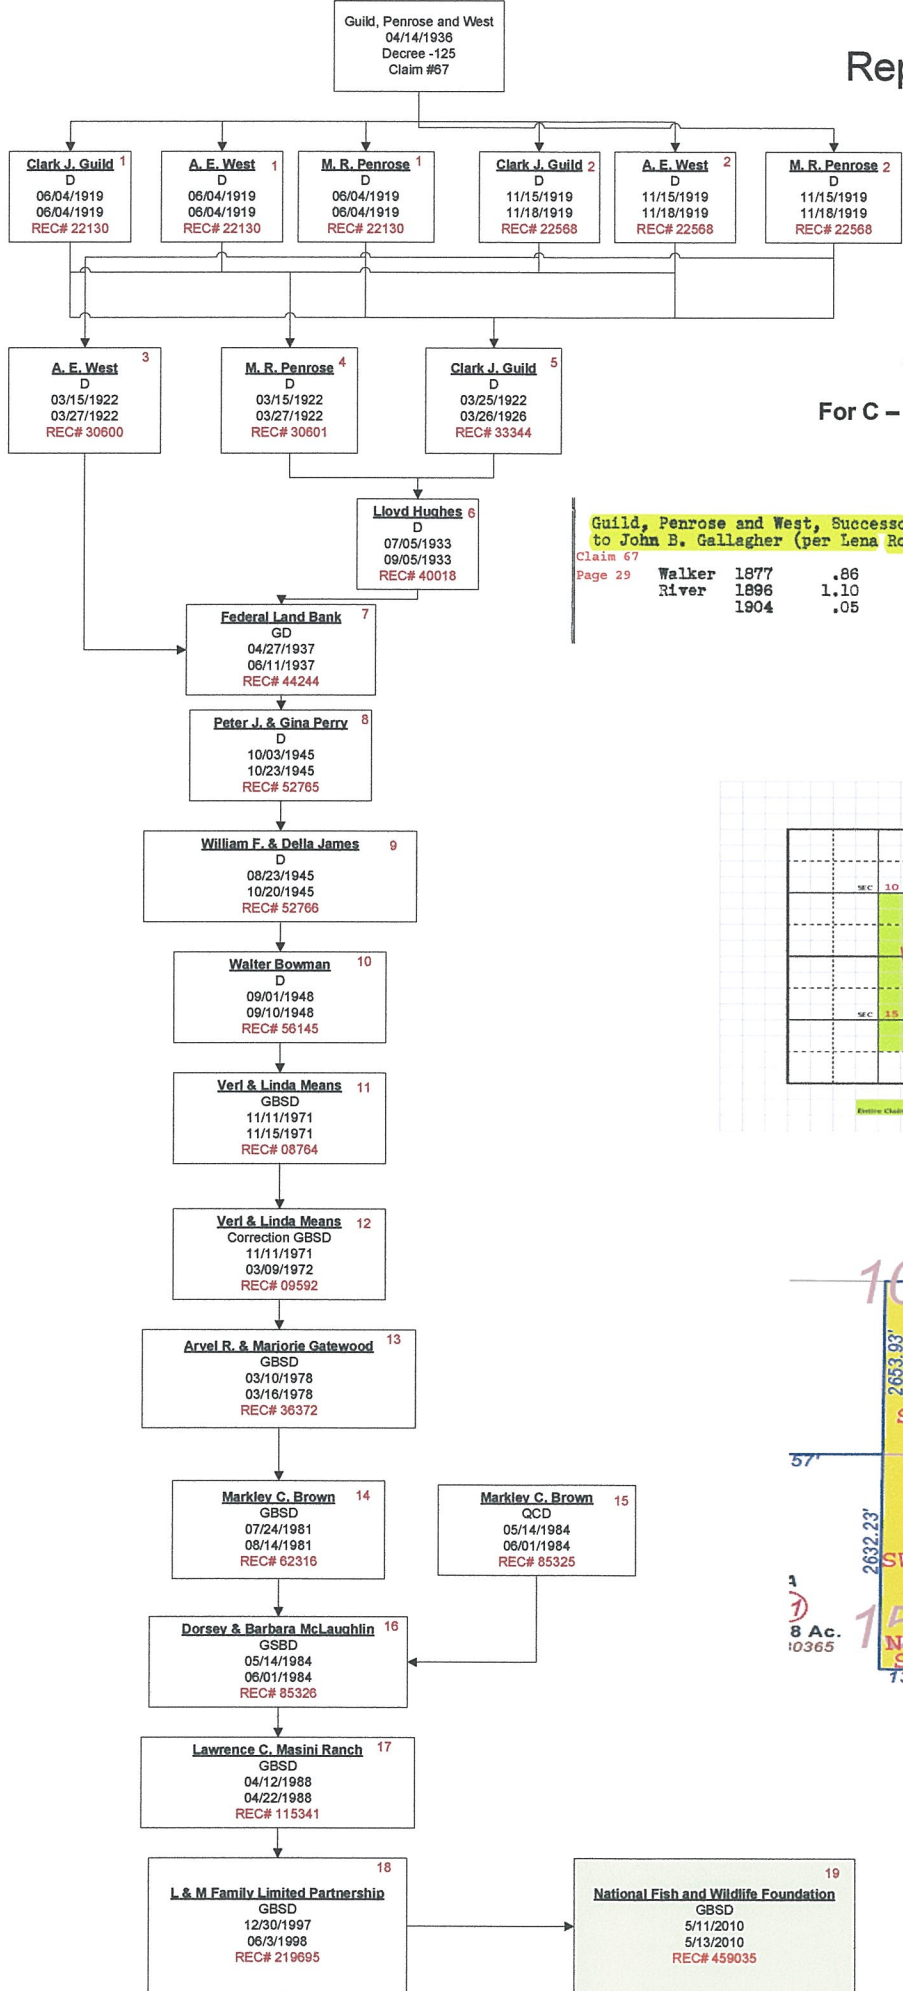 Guild, Penrose and West
04/14/1936
Decree -125
Claim #67
Clark J. Guild 1
D
06/04/1919
06/04/1919
REC# 22130
A. E. West 1
D
06/04/1919
06/04/1919
REC# 22130
M. R. Penrose 1
D
06/04/1919
06/04/1919
REC# 22130
Clark J. Guild 2
D
11/15/1919
11/18/1919
REC# 22568
A. E. West 2
D
11/15/1919
11/18/1919
REC# 22568
M. R. Penrose 2
D
11/15/1919
11/18/1919
REC# 22568
A. E. West 3
D
03/15/1922
03/27/1922
REC# 30600
M. R. Penrose 4
D
03/15/1922
03/27/1922
REC# 30601
Clark J. Guild 5
D
03/25/1922
03/26/1926
REC# 33344
For C –
Lloyd Hughes 6
D
07/05/1933
09/05/1933
REC# 40018
Guild, Penrose and West,
to John B. Gallagher (per Lena
Claim 67
Page 29 Walker 1877 .86
River 1896 1.10
1904 .05
Federal Land Bank 7
GD
04/27/1937
06/11/1937
REC# 44244
Peter J. & Gina Perry 8
D
10/03/1945
10/23/1945
REC# 52765
William F. & Della James 9
D
08/23/1945
10/20/1945
REC# 52766
SEC 10
SEC 15
Entire
Walter Bowman 10
D
09/01/1948
09/10/1948
REC# 56145
Verl & Linda Means 11
GBSD
11/11/1971
11/15/1971
REC# 08764
Verl & Linda Means 12
Correction GBSD
11/11/1971
03/09/1972
REC# 09592
Arvel R. & Marjorie Gatewood 13
GBSD
03/10/1978
03/16/1978
REC# 36372
2653.93'
57'
2632.23'
8 Ac.
Markley C. Brown 14
GBSD
07/24/1981
08/14/1981
REC# 62316
Markley C. Brown 15
QCD
05/14/1984
06/01/1984
REC# 85325
Dorsey & Barbara McLaughlin 16
GSBD
05/14/1984
06/01/1984
REC# 85326
Lawrence C. Masini Ranch 17
GBSD
04/12/1988
04/22/1988
REC# 115341
L & M Family Limited Partnership 18
GBSD
12/30/1997
06/3/1998
REC# 219695
19
National Fish and Wildlife Foundation
GBSD
5/11/2010
5/13/2010
REC# 459035